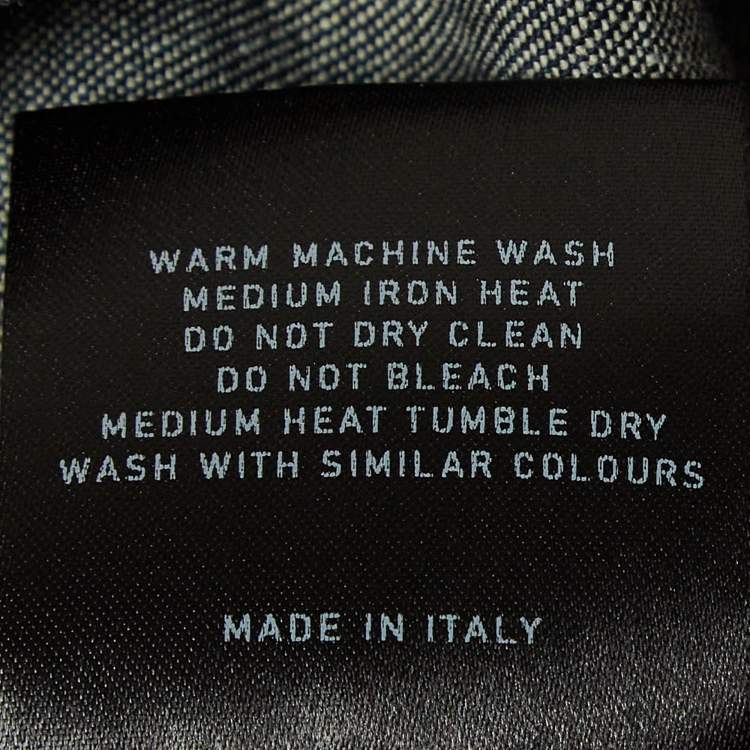 WARM MACHINE WASH
MEDIUM IRON HEAT
DO NOT DRY CLEAN
DO NOT BLEACH
MEDIUM HEAT TUMBLE DRY
WASH WITH SIMILAR COLOURS
MADE IN ITALY